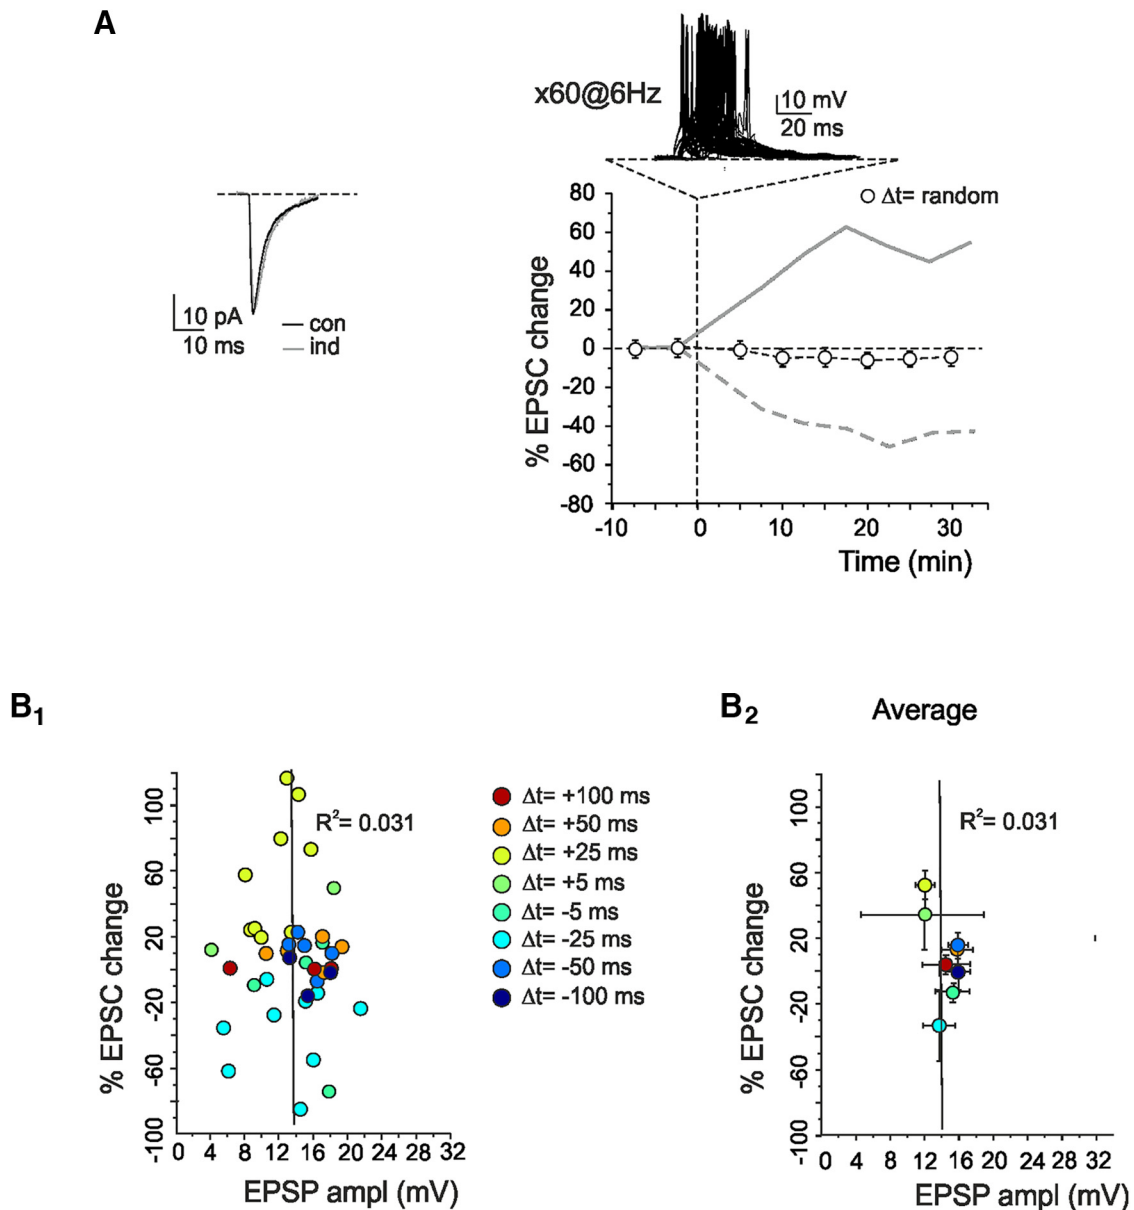 A
x60@6Hz
10 mV
20 ms
10 pA
10 ms
con
ind
Δt= random
% EPSC change
80
60
40
20
0
-20
-40
-60
-80
-10
0
10
20
30
Time (min)
B1
% EPSC change
100
60
20
-20
-60
-100
R²= 0.031
0 4 8 12 16 20 24 28 32
EPSP ampl (mV)
Δt= +100 ms
Δt= +50 ms
Δt= +25 ms
Δt= +5 ms
Δt= -5 ms
Δt= -25 ms
Δt= -50 ms
Δt= -100 ms
B2
Average
% EPSC change
100
60
20
-20
-60
-100
R²= 0.031
0 4 8 12 16 20 24 28 32
EPSP ampl (mV)